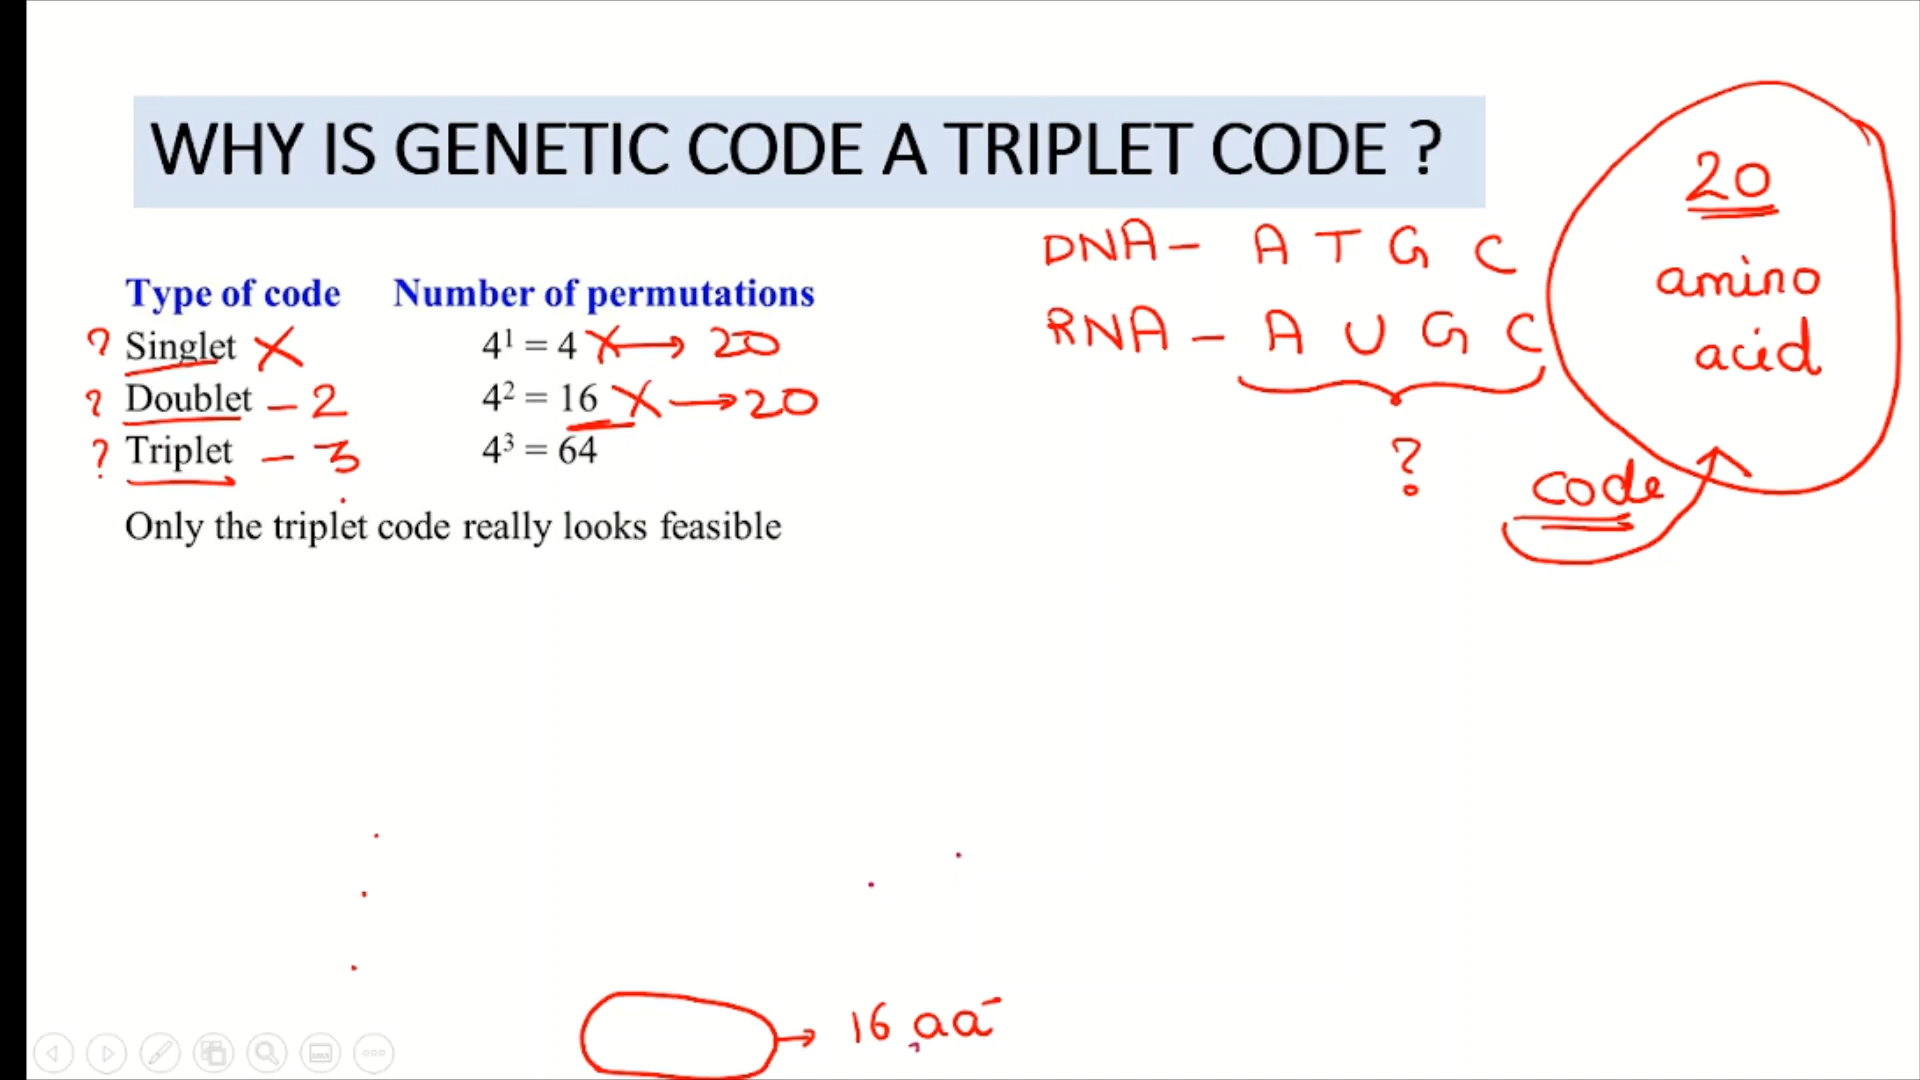 WHY IS GENETIC CODE A TRIPLET CODE ?
20
amino
acid
DNA - A T G C
RNA - A U G C
?
code
Type of code Number of permutations
? Singlet X 4¹ = 4 X → 20
? Doublet - 2 4² = 16 X → 20
? Triplet - 3 4³ = 64
Only the triplet code really looks feasible
→ 16 aa